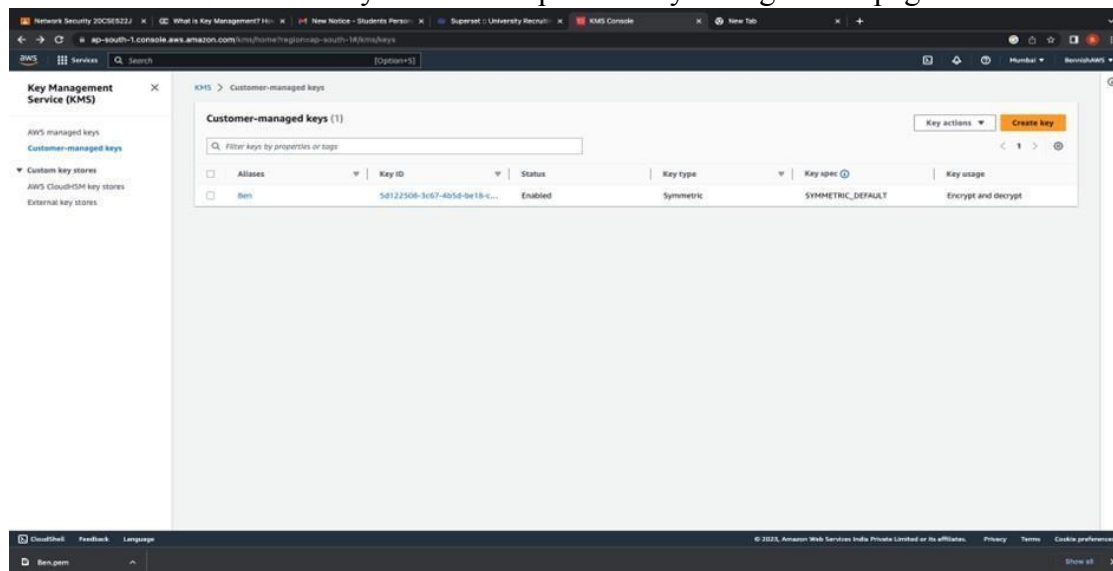 Network Security 20CSE522J
What is Key Management? Ho
New Notice - Students Person
Superset :: University Recruit
KMS Console
New Tab
ap-south-1.console.aws.amazon.com/kms/home?region=ap-south-1#/kms/keys
aws
Services
Search
[Option+S]
Mumbai
BennishAWS
Key Management Service (KMS)
AWS managed keys
Customer-managed keys
Custom key stores
AWS CloudHSM key stores
External key stores
KMS > Customer-managed keys
Customer-managed keys (1)
Key actions
Create key
Filter keys by properties or tags
1
Aliases Key ID Status Key type Key spec Key usage
Ben 5d122508-3c67-4b5d-be18-c... Enabled Symmetric SYMMETRIC_DEFAULT Encrypt and decrypt
CloudShell Feedback Language
© 2023, Amazon Web Services India Private Limited or its affiliates. Privacy Terms Cookie preferences
Ben.pem
Show all